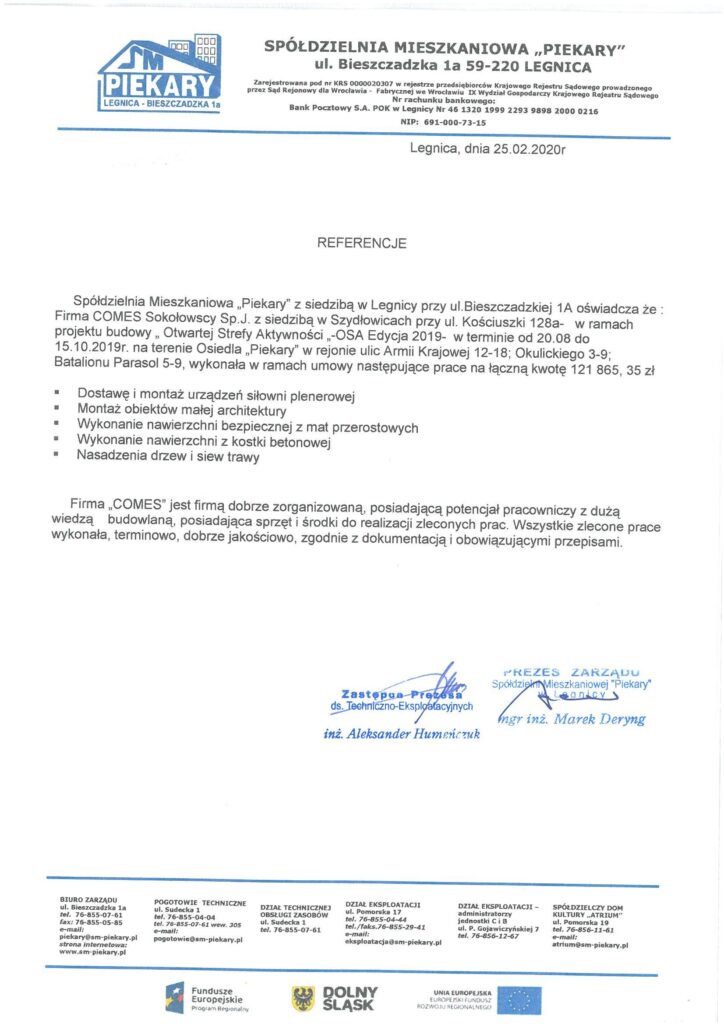 SM
PIEKARY
LEGNICA - BIESZCZADZKA 1a
SPÓŁDZIELNIA MIESZKANIOWA „PIEKARY”
ul. Bieszczadzka 1a 59-220 LEGNICA
Zarejestrowana pod nr KRS 0000020307 w rejestrze przedsiębiorców Krajowego Rejestru Sądowego prowadzonego
przez Sąd Rejonowy dla Wrocławia - Fabrycznej we Wrocławiu IX Wydział Gospodarczy Krajowego Rejestru Sądowego
Nr rachunku bankowego:
Bank Pocztowy S.A. POK w Legnicy Nr 46 1320 1999 2293 9898 2000 0216
NIP: 691-000-73-15
Legnica, dnia 25.02.2020r
REFERENCJE
Spółdzielnia Mieszkaniowa „Piekary” z siedzibą w Legnicy przy ul.Bieszczadzkiej 1A oświadcza że :
Firma COMES Sokołowscy Sp.J. z siedzibą w Szydłowicach przy ul. Kościuszki 128a- w ramach
projektu budowy „ Otwartej Strefy Aktywności „-OSA Edycja 2019- w terminie od 20.08 do
15.10.2019r. na terenie Osiedla „Piekary” w rejonie ulic Armii Krajowej 12-18; Okulickiego 3-9;
Batalionu Parasol 5-9, wykonała w ramach umowy następujące prace na łączną kwotę 121 865, 35 zł
▪ Dostawę i montaż urządzeń siłowni plenerowej
▪ Montaż obiektów małej architektury
▪ Wykonanie nawierzchni bezpiecznej z mat przerostowych
▪ Wykonanie nawierzchni z kostki betonowej
▪ Nasadzenia drzew i siew trawy
Firma „COMES” jest firmą dobrze zorganizowaną, posiadającą potencjał pracowniczy z dużą
wiedzą budowlaną, posiadająca sprzęt i środki do realizacji zleconych prac. Wszystkie zlecone prace
wykonała, terminowo, dobrze jakościowo, zgodnie z dokumentacją i obowiązującymi przepisami.
Zastępca Prezesa
ds. Techniczno-Eksploatacyjnych
inż. Aleksander Humeńczuk
PREZES ZARZĄDU
Spółdzielni Mieszkaniowej "Piekary"
w Legnicy
mgr inż. Marek Deryng
BIURO ZARZĄDU
ul. Bieszczadzka 1a
tel. 76-855-07-61
fax: 76-855-05-85
e-mail:
piekary@sm-piekary.pl
strona internetowa:
www.sm-piekary.pl
POGOTOWIE TECHNICZNE
ul. Sudecka 1
tel. 76-855-04-04
tel. 76-855-07-61 wew. 305
e-mail:
pogotowie@sm-piekary.pl
DZIAŁ TECHNICZNEJ
OBSŁUGI ZASOBÓW
ul. Sudecka 1
tel. 76-855-07-61
DZIAŁ EKSPLOATACJI
ul. Pomorska 17
tel. 76-855-04-44
tel./faks.76-855-29-41
e-mail:
eksploatacja@sm-piekary.pl
DZIAŁ EKSPLOATACJI –
administratorzy
jednostki C i B
ul. P. Gojawiczyńskiej 7
tel. 76-856-12-67
SPÓŁDZIELCZY DOM
KULTURY „ATRIUM”
ul. Pomorska 19
tel. 76-856-11-61
e-mail:
atrium@sm-piekary.pl
Fundusze
Europejskie
Program Regionalny
DOLNY
ŚLĄSK
UNIA EUROPEJSKA
EUROPEJSKI FUNDUSZ
ROZWOJU REGIONALNEGO